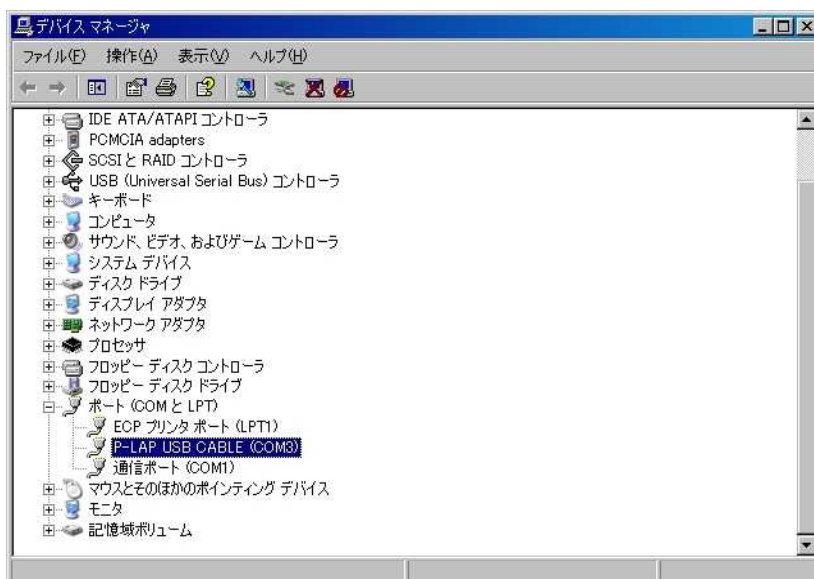 デバイス マネージャ
ファイル(F) 操作(A) 表示(V) ヘルプ(H)
IDE ATA/ATAPI コントローラ
PCMCIA adapters
SCSI と RAID コントローラ
USB (Universal Serial Bus) コントローラ
キーボード
コンピュータ
サウンド、ビデオ、およびゲーム コントローラ
システム デバイス
ディスク ドライブ
ディスプレイ アダプタ
ネットワーク アダプタ
プロセッサ
フロッピー ディスク コントローラ
フロッピー ディスク ドライブ
ポート (COM と LPT)
ECP プリンタ ポート (LPT1)
P-LAP USB CABLE (COM3)
通信ポート (COM1)
マウスとそのほかのポインティング デバイス
モニタ
記憶域ボリューム